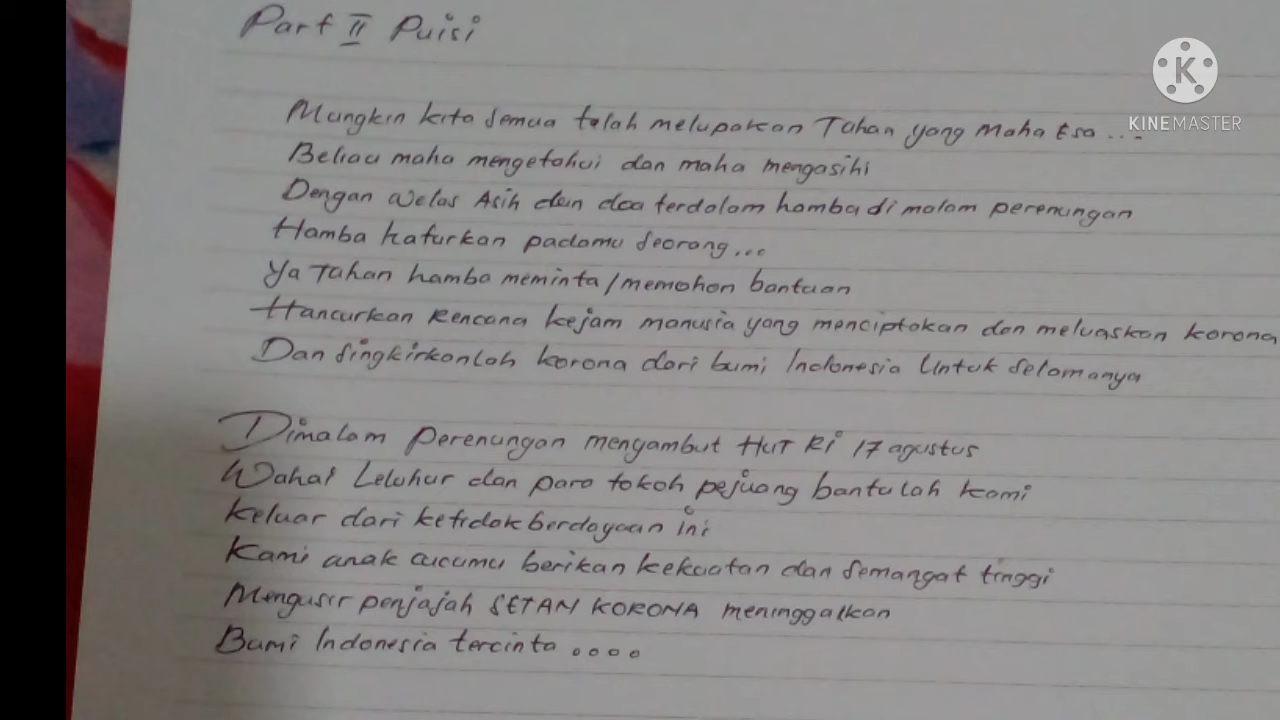 Part II Puisi
K
KINEMASTER
Mungkin kita semua telah melupakan Tuhan yang Maha Esa ...
Beliau maha mengetahui dan maha mengasihi
Dengan Welas Asih dan doa terdalam hamba di malam perenungan
Hamba haturkan padamu seorang...
Ya Tuhan hamba meminta/memohon bantuan
Hancurkan Rencana kejam manusia yang menciptakan dan meluaskan korona
Dan singkirkanlah korona dari bumi Indonesia Untuk selamanya
Dimalam perenungan mengambut HUT RI 17 agustus
Wahai Leluhur dan para tokoh pejuang bantulah kami
Keluar dari ketidakberdayaan ini
Kami anak cucumu berikan kekuatan dan semangat tinggi
Mengusir penjajah SETAN KORONA meninggalkan
Bumi Indonesia tercinta ....